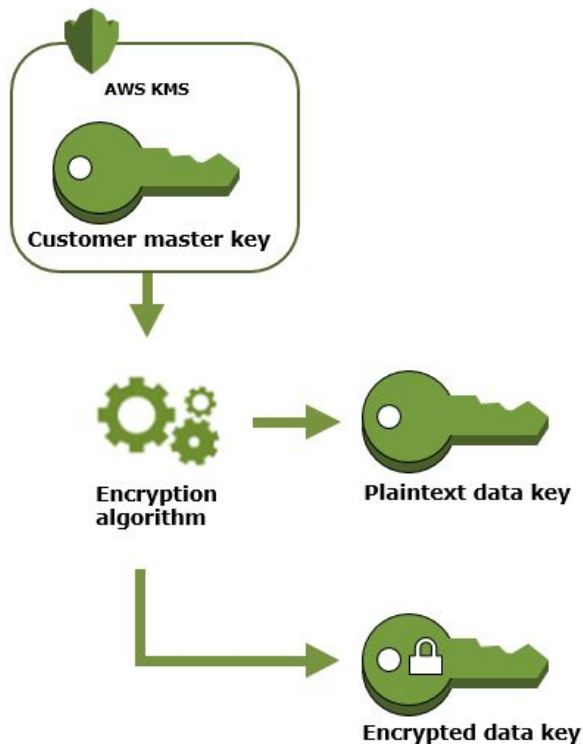 AWS KMS
Customer master key
Encryption
algorithm
Plaintext data key
Encrypted data key